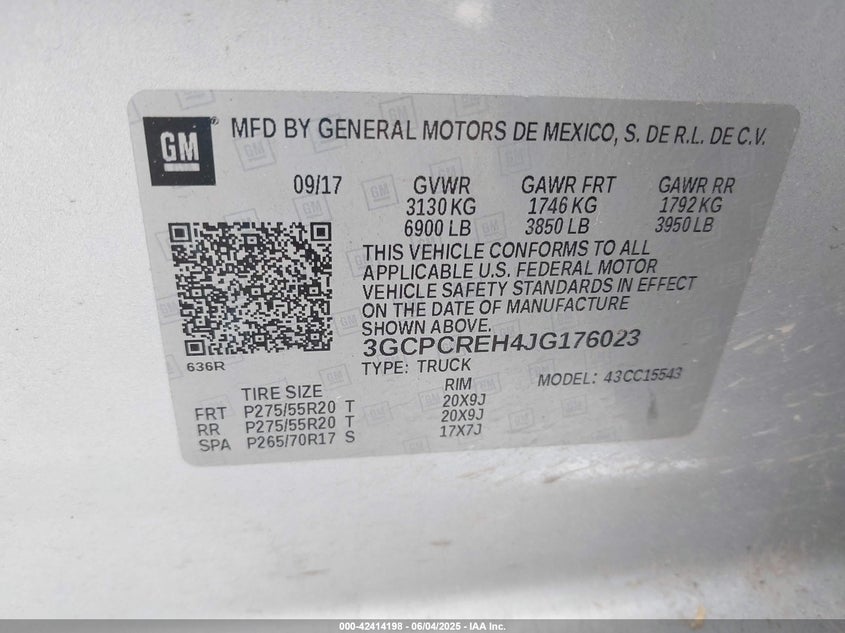 GM ® MFD BY GENERAL MOTORS DE MEXICO, S. DE R.L. DE C.V.
09/17 GVWR GAWR FRT GAWR RR
3130 KG 1746 KG 1792 KG
6900 LB 3850 LB 3950 LB
THIS VEHICLE CONFORMS TO ALL
APPLICABLE U.S. FEDERAL MOTOR
VEHICLE SAFETY STANDARDS IN EFFECT
ON THE DATE OF MANUFACTURE
SHOWN ABOVE.
3GCPCREH4JG176023
636R TYPE: TRUCK MODEL: 43CC15543
TIRE SIZE RIM
FRT P275/55R20 T 20X9J
RR P275/55R20 T 20X9J
SPA P265/70R17 S 17X7J
000-42414198 - 06/04/2025 - IAA Inc.